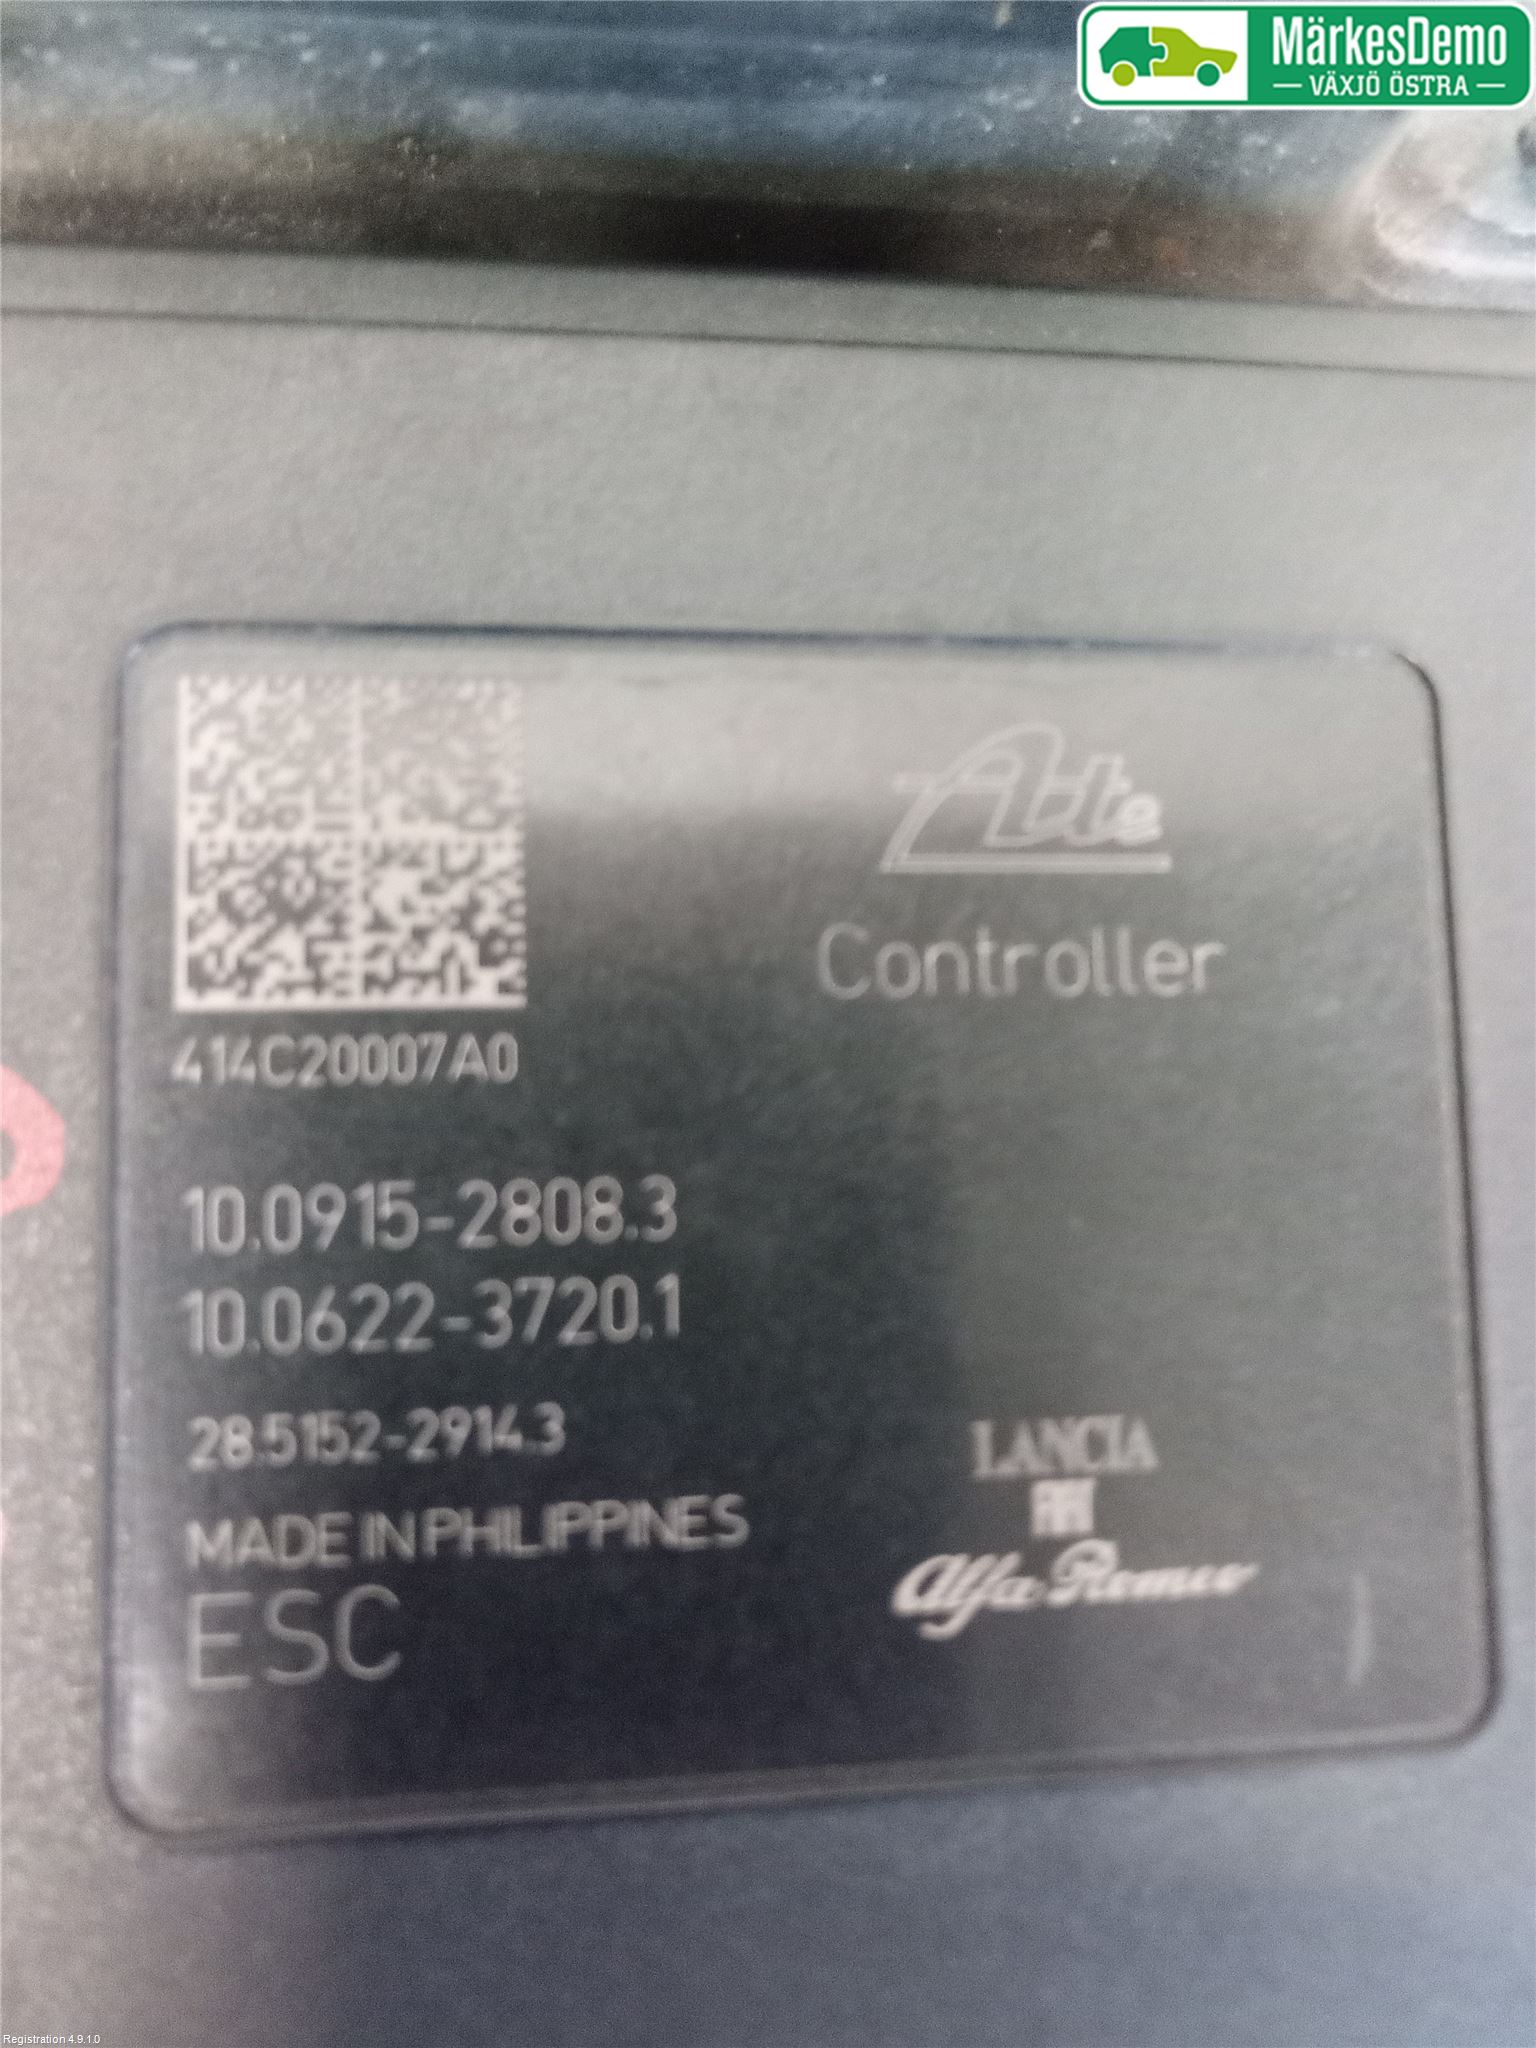 MärkesDemo
VÄXJÖ ÖSTRA
Ate
Controller
414C20007A0
10.0915-2808.3
10.0622-3720.1
28.5152-2914.3
MADE IN PHILIPPINES
ESC
LANCIA
FIAT
Alfa Romeo
Registration 4.9.1.0